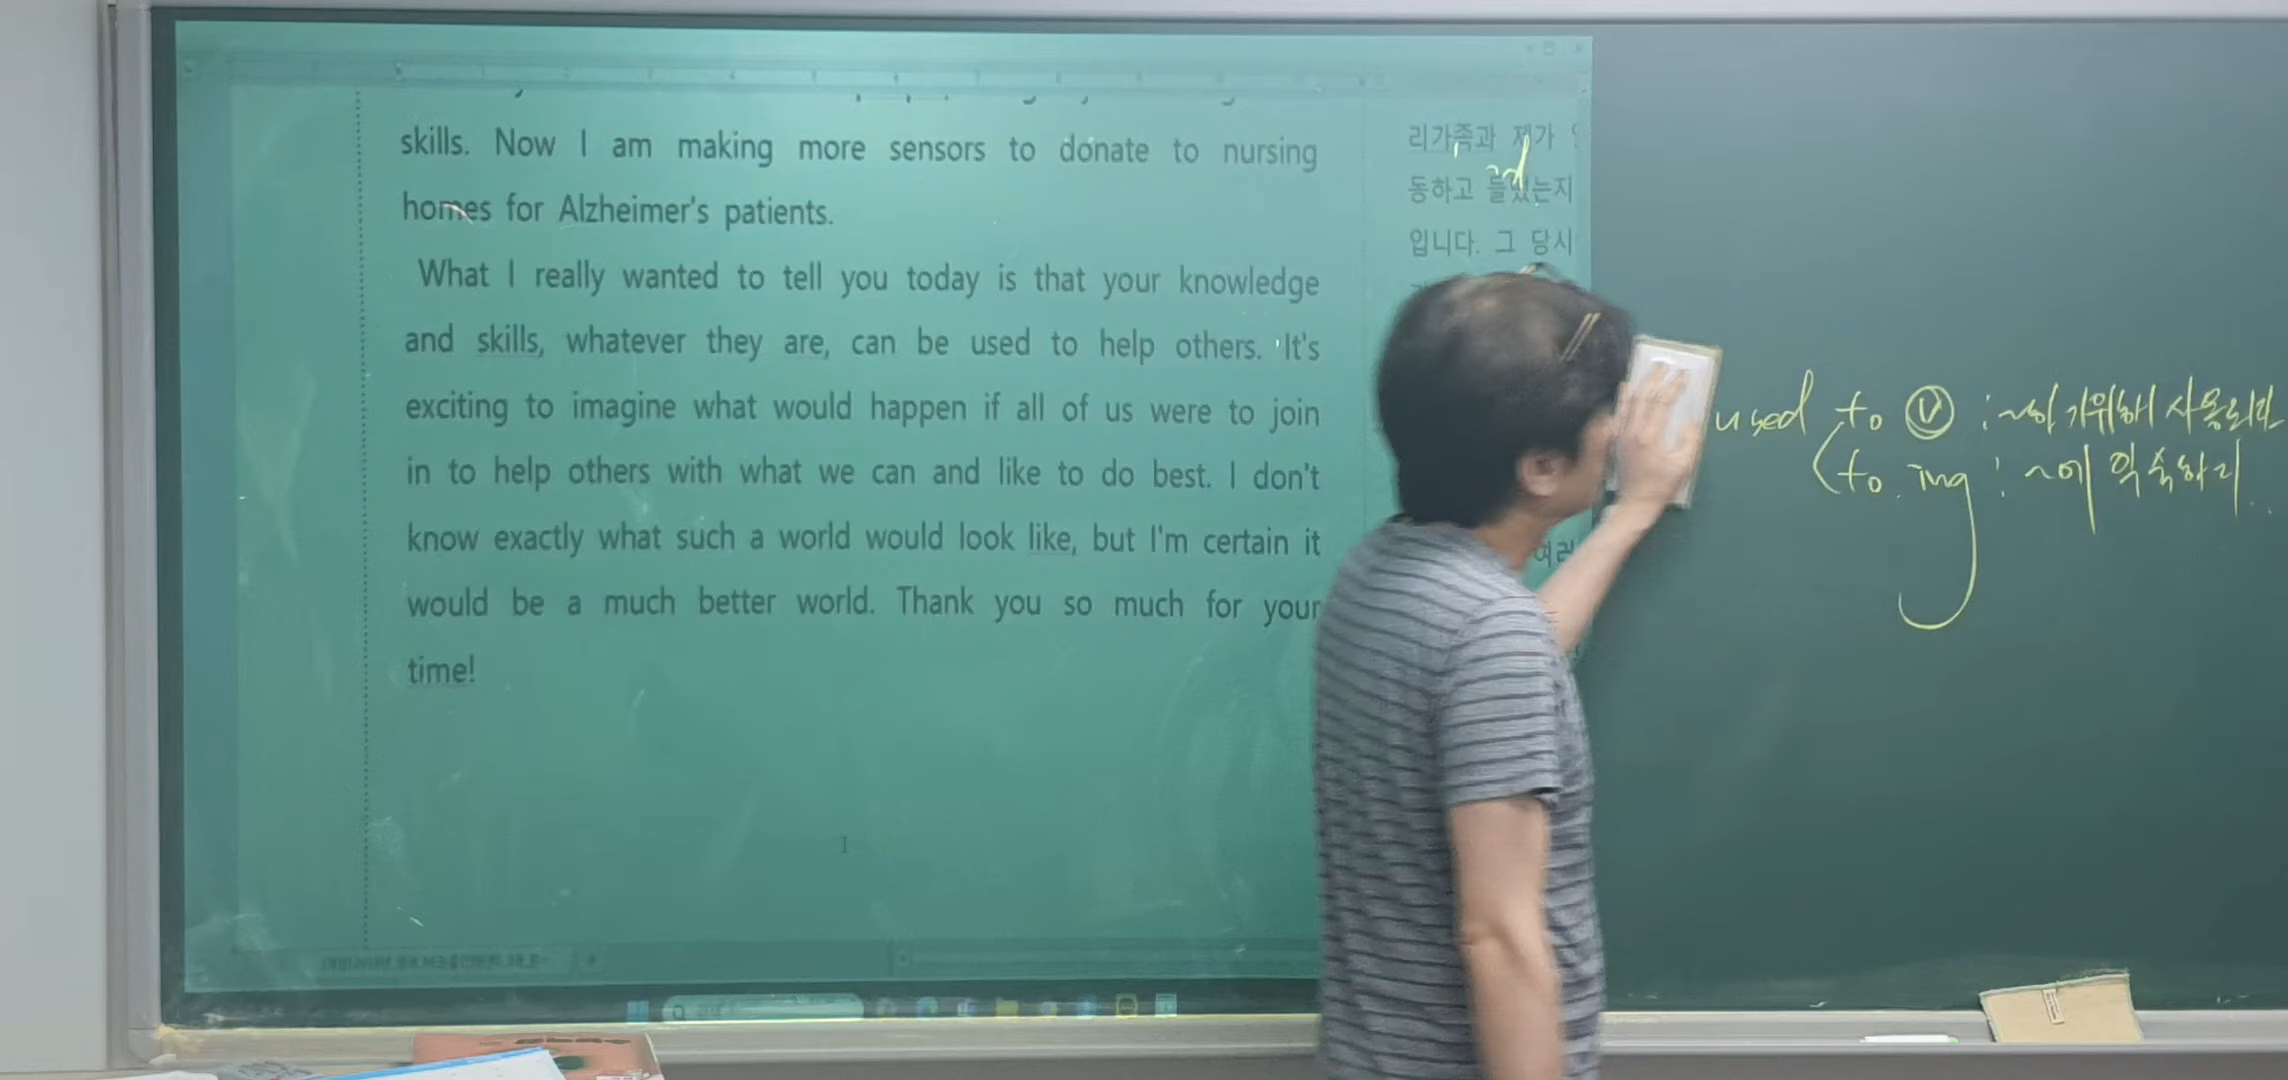 skills. Now I am making more sensors to donate to nursing
homes for Alzheimer's patients.
What I really wanted to tell you today is that your knowledge
and skills, whatever they are, can be used to help others. It's
exciting to imagine what would happen if all of us were to join
in to help others with what we can and like to do best. I don't
know exactly what such a world would look like, but I'm certain it
would be a much better world. Thank you so much for your
time!
리가족과 제가
동하고 들었는지
입니다. 그 당시
여러
used to Ⓥ : ~하기위해 사용되다
to ing : ~에 익숙하다